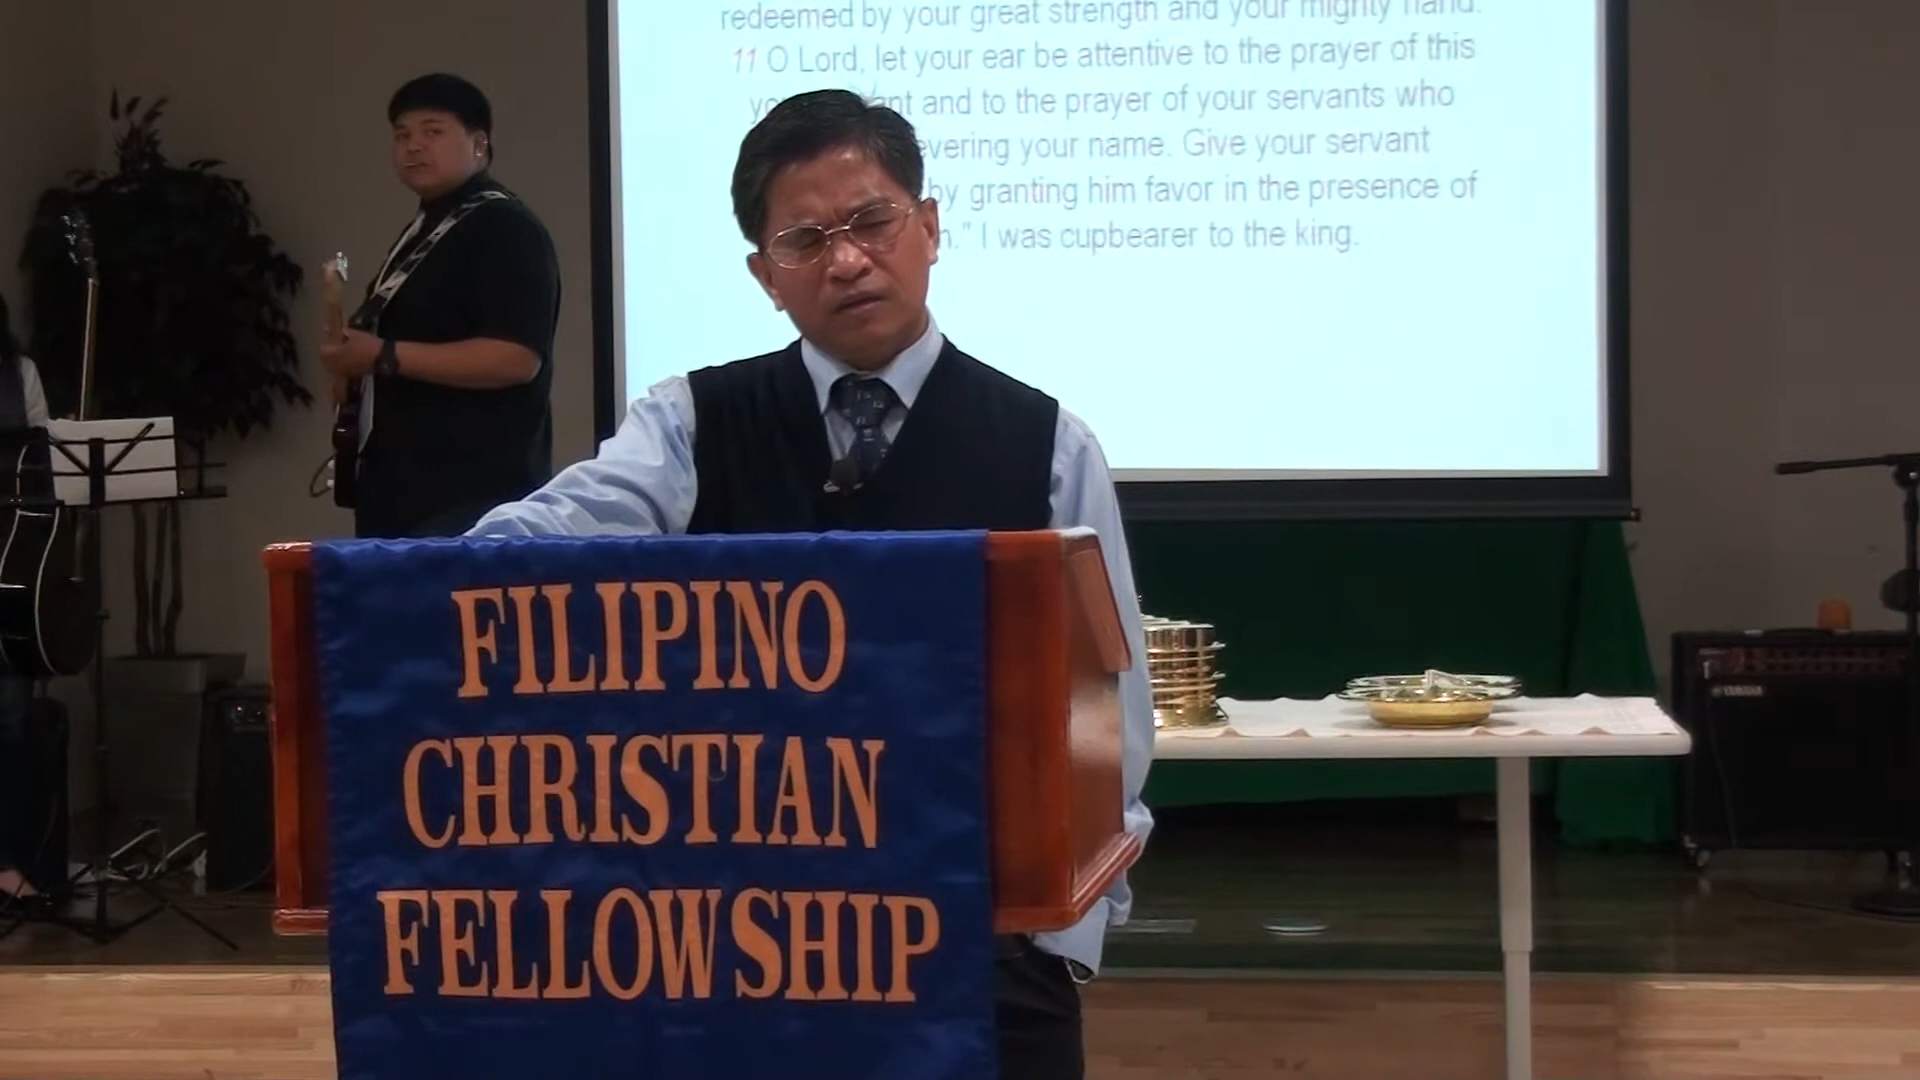 redeemed by your great strength and your mighty hand.
11 O Lord, let your ear be attentive to the prayer of this
and to the prayer of your servants who
your name. Give your servant
by granting him favor in the presence of
" I was cupbearer to the king.
FILIPINO
CHRISTIAN
FELLOWSHIP
YAMAHA